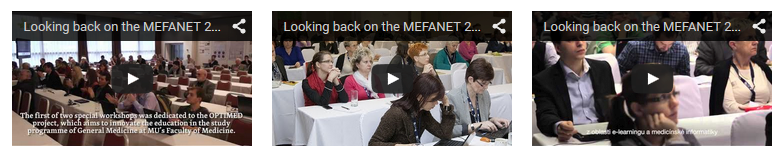 Looking back on the MEFANET 2...
Looking back on the MEFANET 2...
Looking back on the MEFANET 2...
The first of two special workshops was dedicated to the OPTIMED
project, which aims to innovate the education in the study
programme of General Medicine at MU's Faculty of Medicine.
z oblasti e-learningu a medicínské informatiky